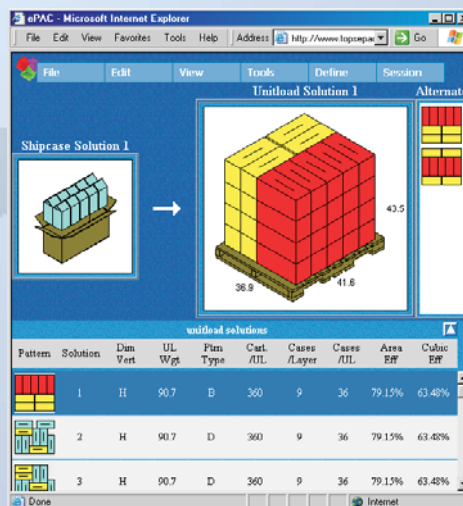 ePAC - Microsoft Internet Explorer
File Edit View Favorites Tools Help Address http://www.topsepac Go
File Edit View Tools Define Session
Unitload Solution 1 Alternat
Shipcase Solution 1
43.5
36.9 41.6
unitload solutions
Pattern Solution Dim Vert UL Wgt Pttn Type Cart. /UL Cases /Layer Cases /UL Area Eff Cubic Eff
1 H 90.7 B 360 9 36 79.15% 63.48%
2 H 90.7 D 360 9 36 79.15% 63.48%
3 H 90.7 D 360 9 36 79.15% 63.48%
Done Internet